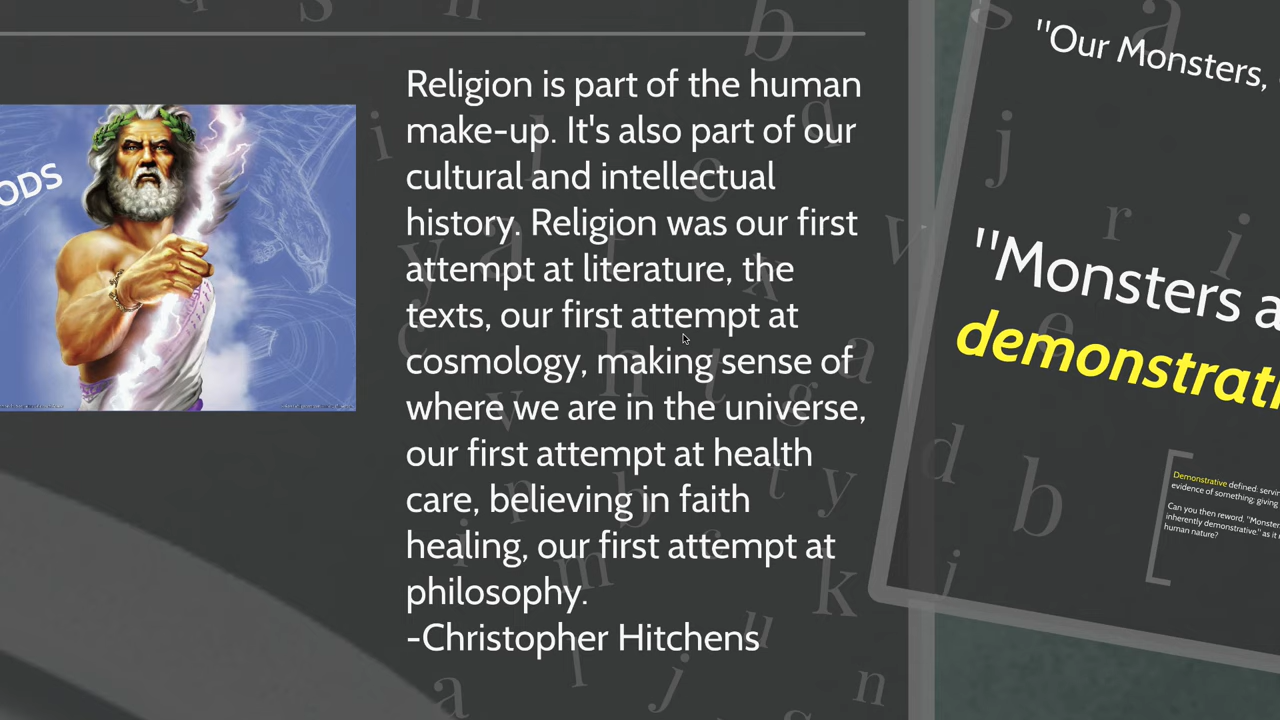 Religion is part of the human
make-up. It's also part of our
cultural and intellectual
history. Religion was our first
attempt at literature, the
texts, our first attempt at
cosmology, making sense of
where we are in the universe,
our first attempt at health
care, believing in faith
healing, our first attempt at
philosophy.
-Christopher Hitchens
"Our Monsters,
"Monsters a
demonstrati
Demonstrative defined: servin
evidence of something; giving
Can you then reword, "Monster
inherently demonstrative." as it
human nature?
ODS